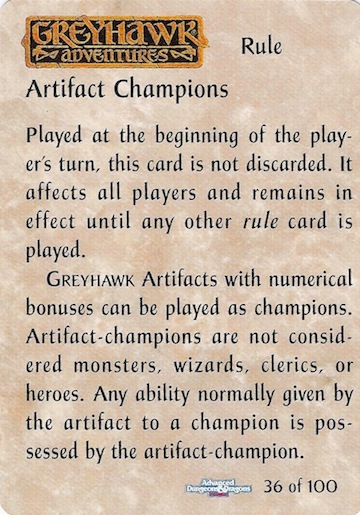 GREYHAWK
ADVENTURES
Rule
Artifact Champions
Played at the beginning of the play-
er's turn, this card is not discarded. It
affects all players and remains in
effect until any other rule card is
played.
GREYHAWK Artifacts with numerical
bonuses can be played as champions.
Artifact-champions are not consid-
ered monsters, wizards, clerics, or
heroes. Any ability normally given by
the artifact to a champion is pos-
sessed by the artifact-champion.
Advanced
Dungeons & Dragons
36 of 100